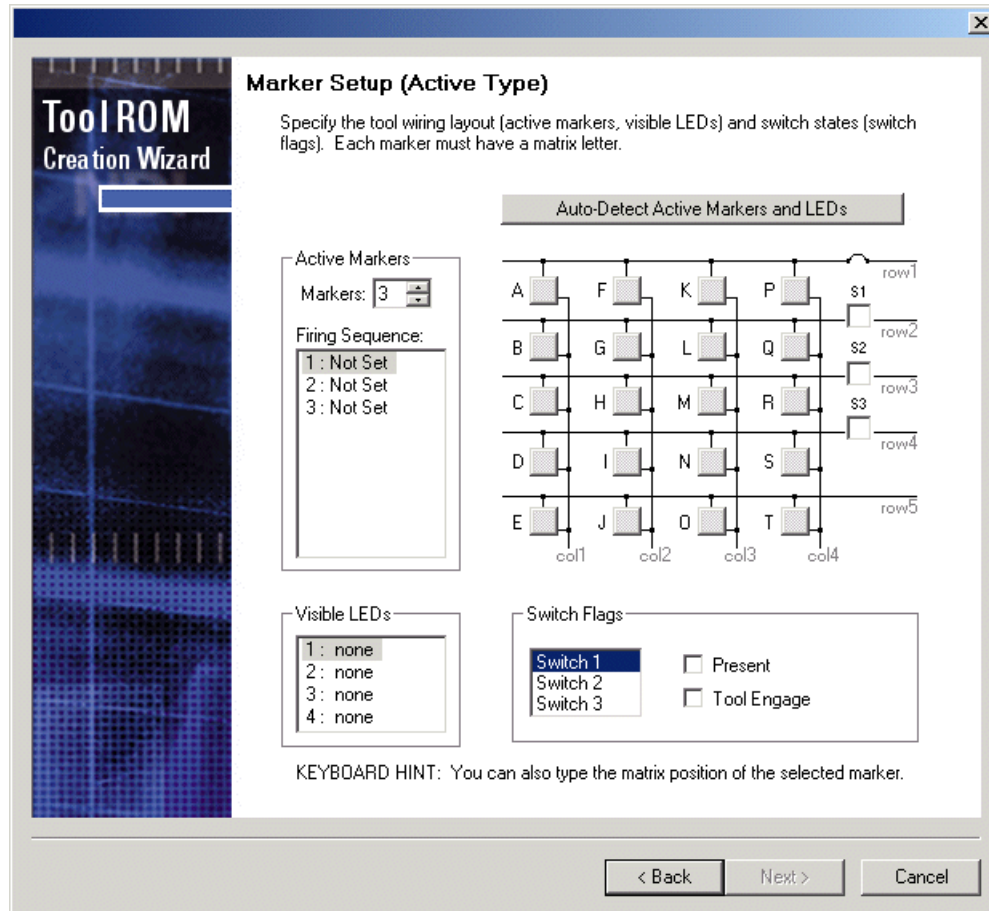 Tool ROM
Creation Wizard
Marker Setup (Active Type)
Specify the tool wiring layout (active markers, visible LEDs) and switch states (switch
flags). Each marker must have a matrix letter.
Auto-Detect Active Markers and LEDs
Active Markers
Markers: 3
Firing Sequence:
1 : Not Set
2 : Not Set
3 : Not Set
row1
A F K P S1
row2
B G L Q S2
row3
C H M R S3
row4
D I N S
row5
E J O T
col1 col2 col3 col4
Visible LEDs
1 : none
2 : none
3 : none
4 : none
Switch Flags
Switch 1
Switch 2
Switch 3
Present
Tool Engage
KEYBOARD HINT: You can also type the matrix position of the selected marker.
< Back
Next >
Cancel